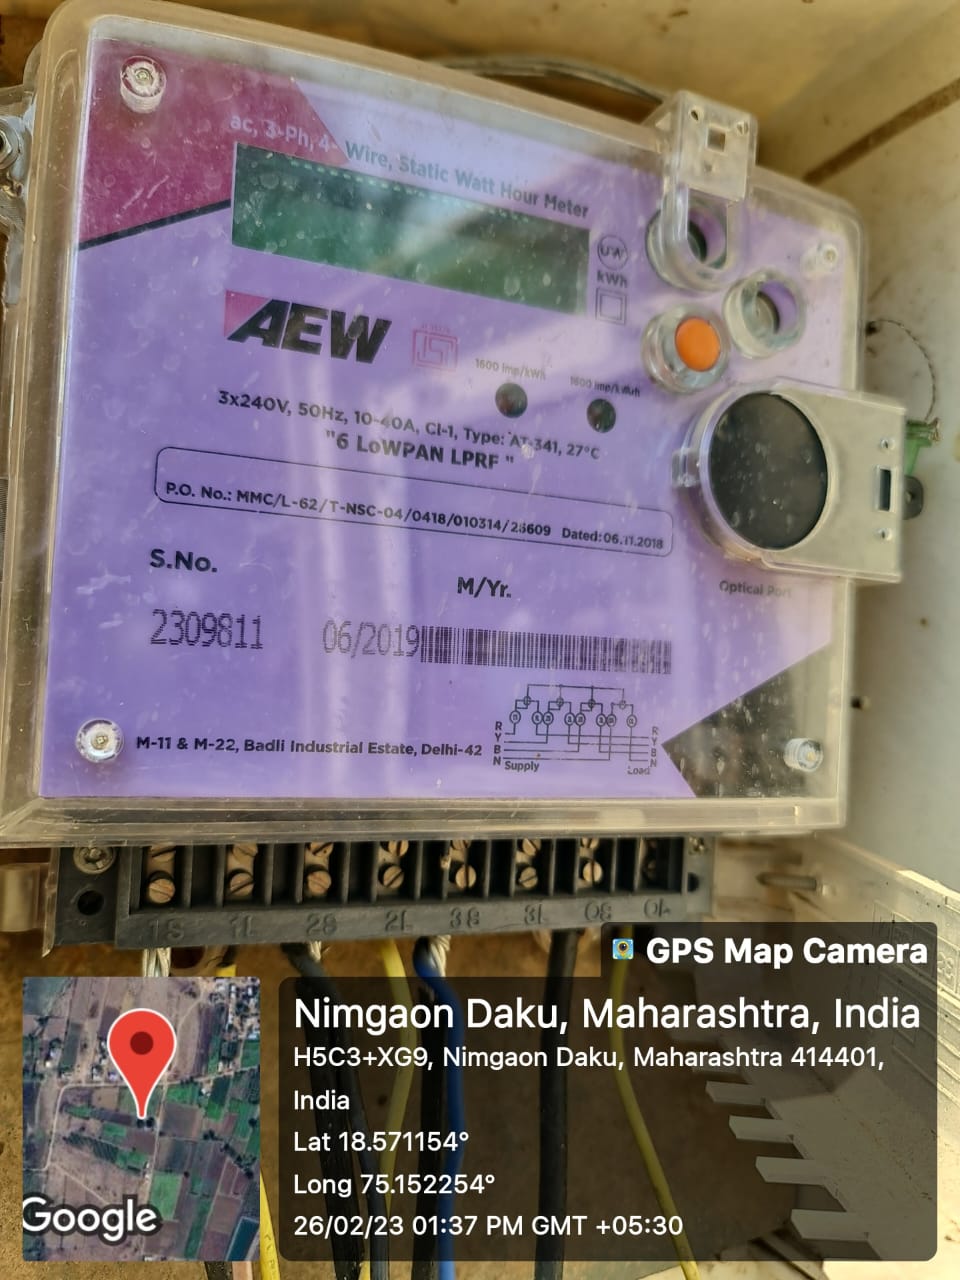 ac, 3-Ph, 4- Wire, Static Watt Hour Meter
kWh
AEW
1600 imp/kWh
1600 imp/kVArh
3x240V, 50Hz, 10-40A, Cl-1, Type: AT-341, 27°C
"6 LoWPAN LPRF "
P.O. No.: MMC/L-62/T-NSC-04/0418/010314/28609 Dated:06.11.2018
S.No.
M/Yr.
Optical Port
2309811
06/2019
M-11 & M-22, Badli Industrial Estate, Delhi-42
R
Y
B
N
Supply
R
Y
B
N
Load
1S 1L 2S 2L 3S 3L
GPS Map Camera
Nimgaon Daku, Maharashtra, India
H5C3+XG9, Nimgaon Daku, Maharashtra 414401,
India
Lat 18.571154°
Long 75.152254°
26/02/23 01:37 PM GMT +05:30
Google